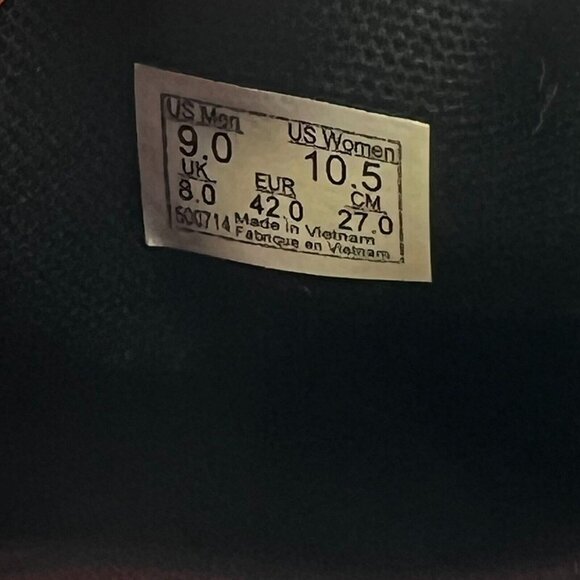 US Men US Women
9.0 10.5
UK EUR CM
8.0 42.0 27.0
600714 Made in Vietnam
Fabrique en Vietnam